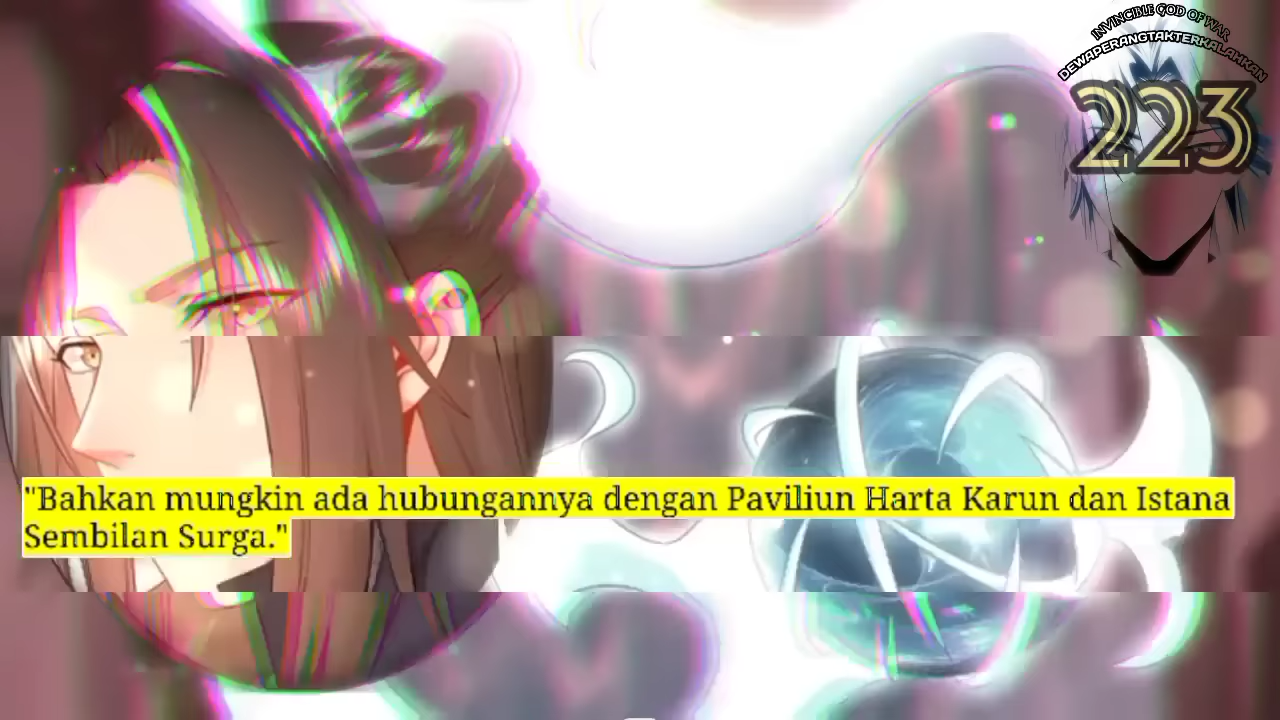 INVINCIBLE GOD OF WAR
DEWAPERANGTAKTERKALAHKAN
223
"Bahkan mungkin ada hubungannya dengan Paviliun Harta Karun dan Istana
Sembilan Surga."